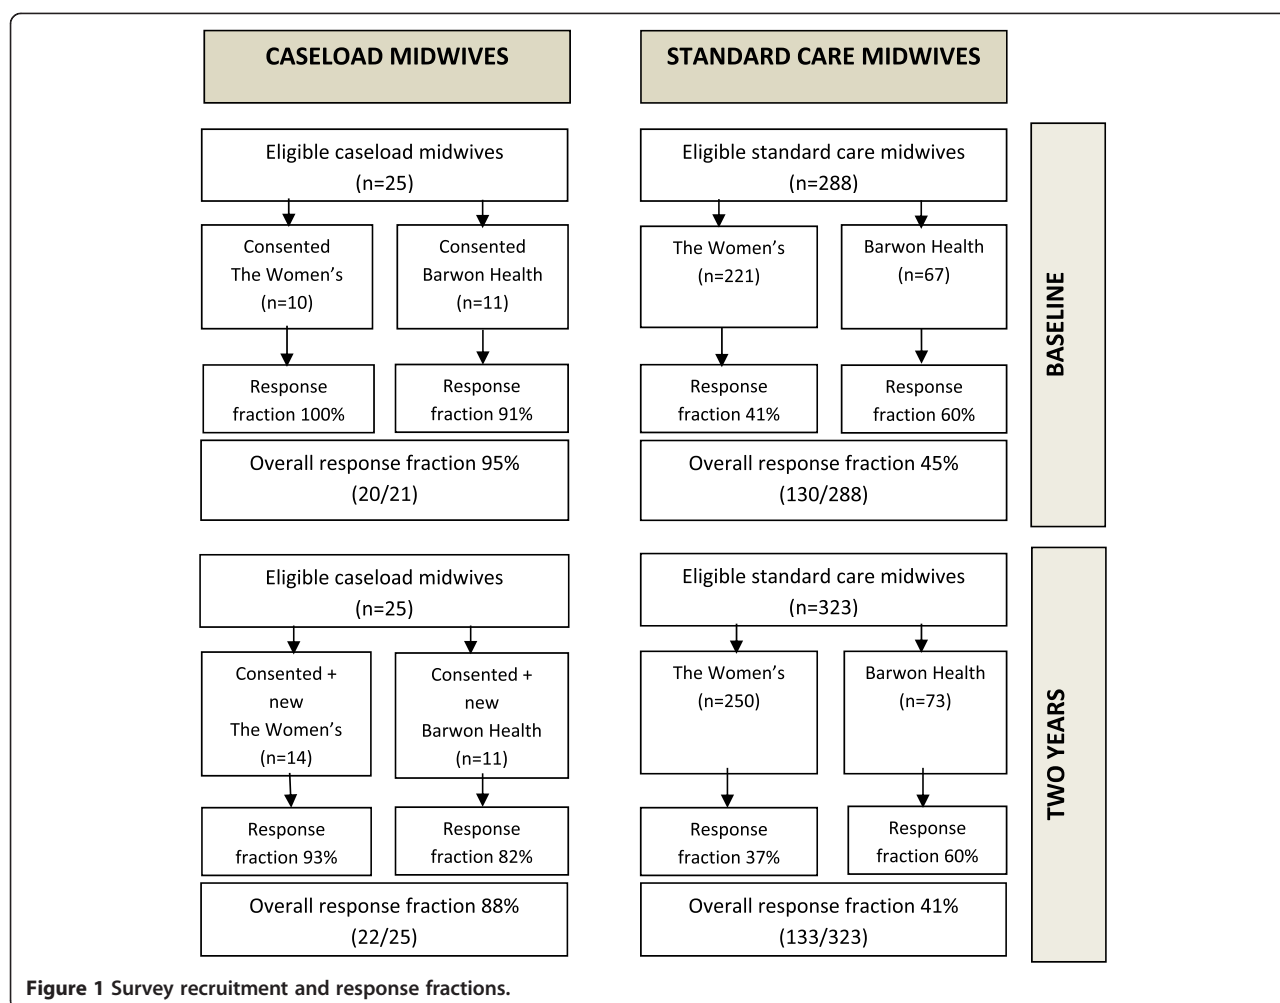 CASELOAD MIDWIVES
STANDARD CARE MIDWIVES
BASELINE
Eligible caseload midwives
(n=25)
Consented
The Women's
(n=10)
Consented
Barwon Health
(n=11)
Response
fraction 100%
Response
fraction 91%
Overall response fraction 95%
(20/21)
Eligible standard care midwives
(n=288)
The Women's
(n=221)
Barwon Health
(n=67)
Response
fraction 41%
Response
fraction 60%
Overall response fraction 45%
(130/288)
TWO YEARS
Eligible caseload midwives
(n=25)
Consented +
new
The Women's
(n=14)
Consented +
new
Barwon Health
(n=11)
Response
fraction 93%
Response
fraction 82%
Overall response fraction 88%
(22/25)
Eligible standard care midwives
(n=323)
The Women's
(n=250)
Barwon Health
(n=73)
Response
fraction 37%
Response
fraction 60%
Overall response fraction 41%
(133/323)
Figure 1 Survey recruitment and response fractions.